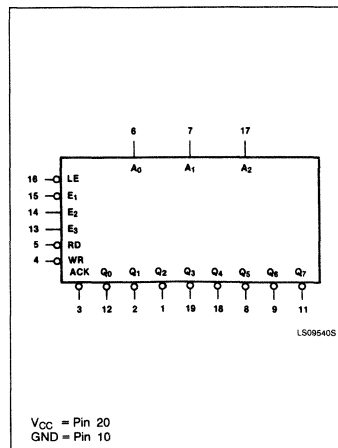 6 7 17
A0 A1 A2
16 LE
15 E1
14 E2
13 E3
5 RD
4 WR
ACK Q0 Q1 Q2 Q3 Q4 Q5 Q6 Q7
3 12 2 1 19 18 8 9 11
LS09540S
VCC = Pin 20
GND = Pin 10